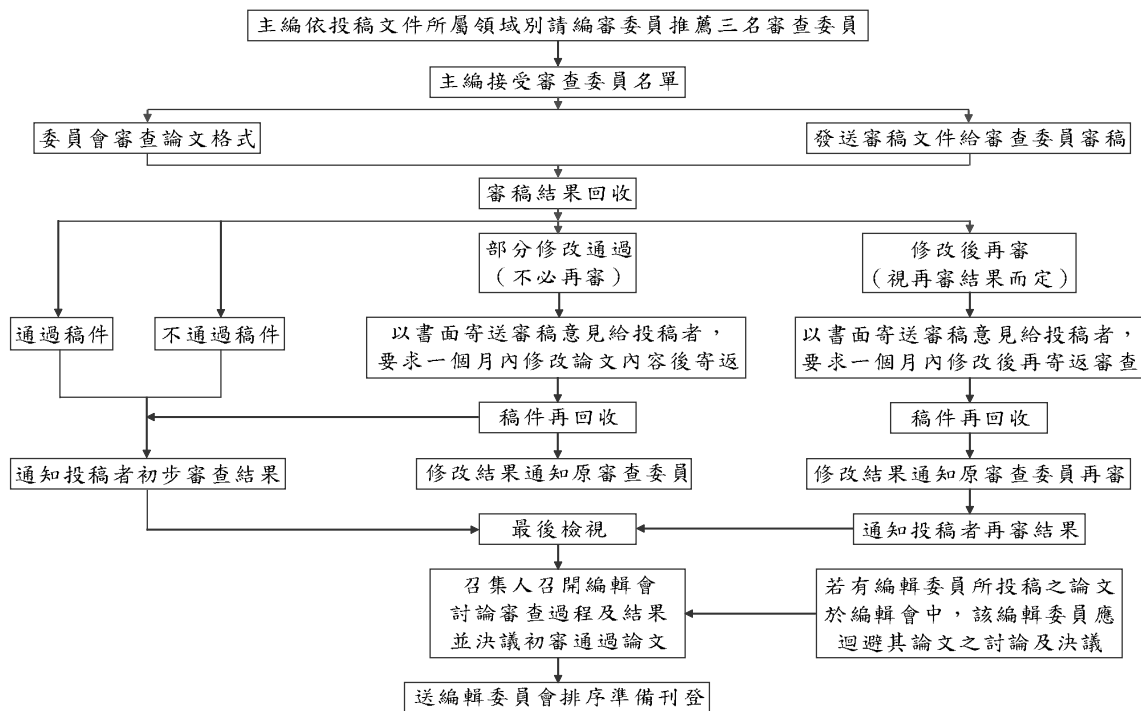 主編依投稿文件所屬領域別請編審委員推薦三名審查委員
主編接受審查委員名單
委員會審查論文格式
發送審稿文件給審查委員審稿
審稿結果回收
部分修改通過
（不必再審）
修改後再審
（視再審結果而定）
通過稿件
不通過稿件
以書面寄送審稿意見給投稿者，
要求一個月內修改論文內容後寄返
以書面寄送審稿意見給投稿者，
要求一個月內修改後再寄返審查
稿件再回收
稿件再回收
通知投稿者初步審查結果
修改結果通知原審查委員
修改結果通知原審查委員再審
最後檢視
通知投稿者再審結果
召集人召開編輯會
討論審查過程及結果
並決議初審通過論文
若有編輯委員所投稿之論文
於編輯會中，該編輯委員應
迴避其論文之討論及決議
送編輯委員會排序準備刊登